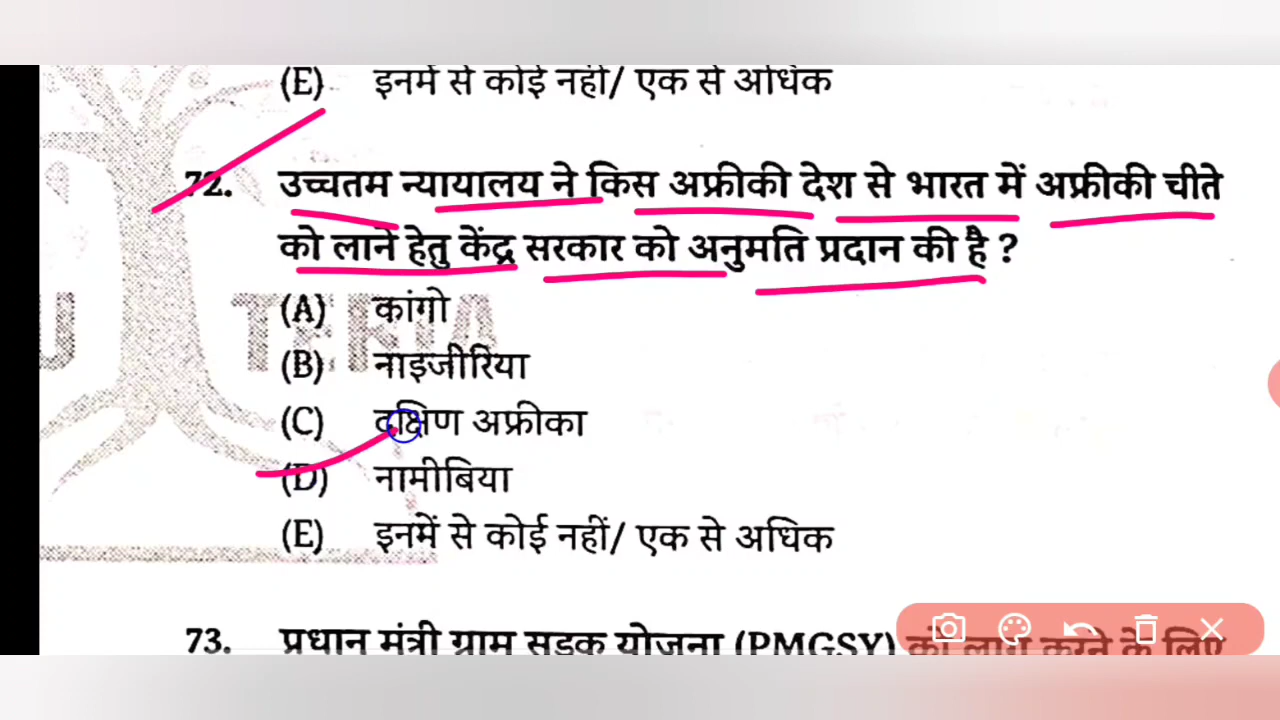 (E) इनमें से कोई नहीं/ एक से अधिक
72. उच्चतम न्यायालय ने किस अफ्रीकी देश से भारत में अफ्रीकी चीते
को लाने हेतु केंद्र सरकार को अनुमति प्रदान की है ?
(A) कांगो
(B) नाइजीरिया
(C) दक्षिण अफ्रीका
(D) नामीबिया
(E) इनमें से कोई नहीं/ एक से अधिक
73. प्रधान मंत्री ग्राम सड़क योजना (PMGSY) को लागू करने के लिए